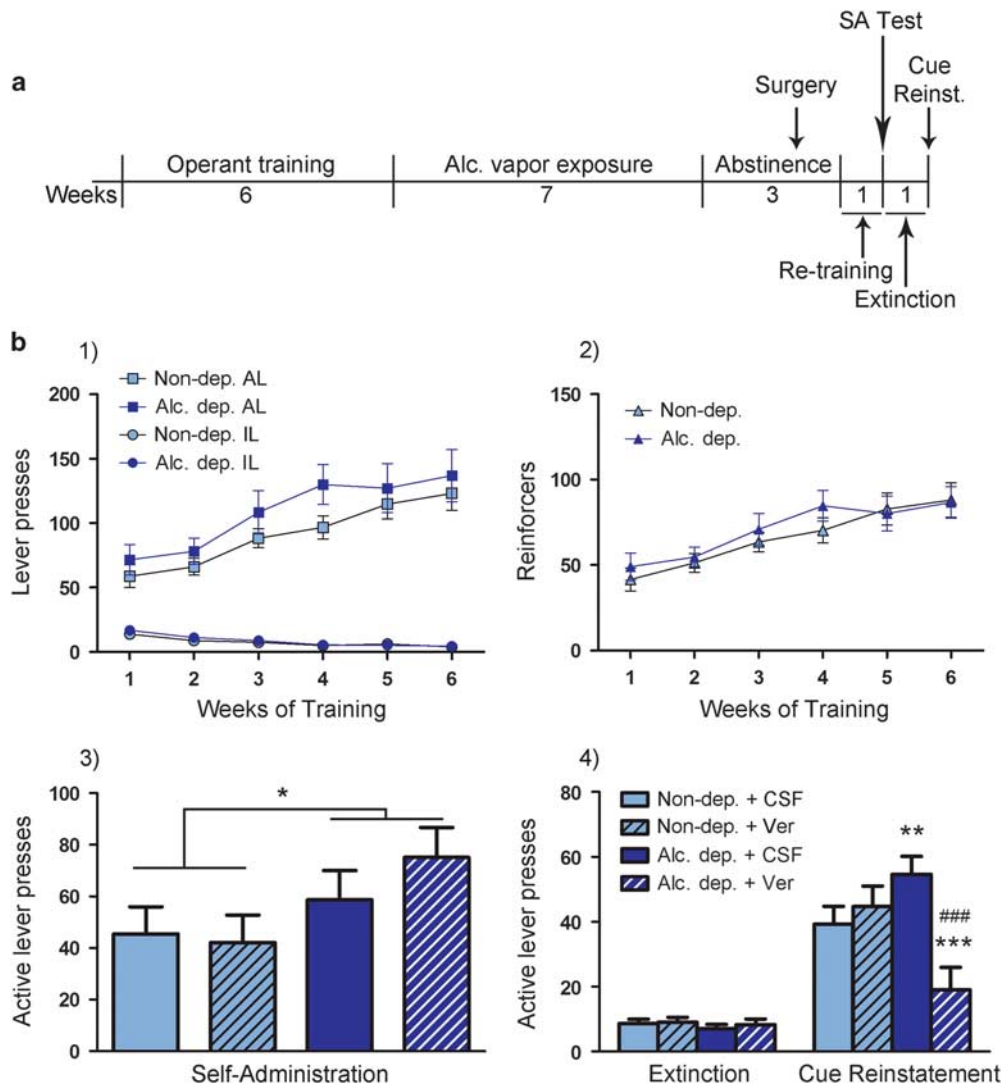 a
SA Test
Surgery
Cue
Reinst.
Operant training
Alc. vapor exposure
Abstinence
Weeks
6
7
3
1
1
Re-training
Extinction
b
1)
Non-dep. AL
Alc. dep. AL
Non-dep. IL
Alc. dep. IL
Lever presses
200
150
100
50
0
1 2 3 4 5 6
Weeks of Training
2)
Non-dep.
Alc. dep.
Reinforcers
150
100
50
0
1 2 3 4 5 6
Weeks of Training
3)
Active lever presses
100
80
60
40
20
0
*
Self-Administration
4)
Non-dep. + CSF
Non-dep. + Ver
Alc. dep. + CSF
Alc. dep. + Ver
Active lever presses
80
60
40
20
0
**
###
***
Extinction
Cue Reinstatement